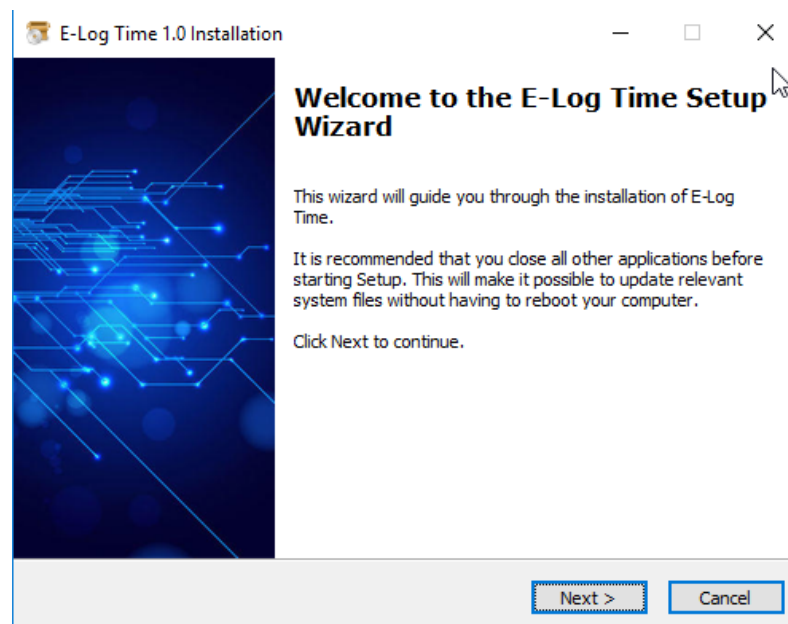 E-Log Time 1.0 Installation
Welcome to the E-Log Time Setup
Wizard
This wizard will guide you through the installation of E-Log
Time.
It is recommended that you close all other applications before
starting Setup. This will make it possible to update relevant
system files without having to reboot your computer.
Click Next to continue.
Next >
Cancel